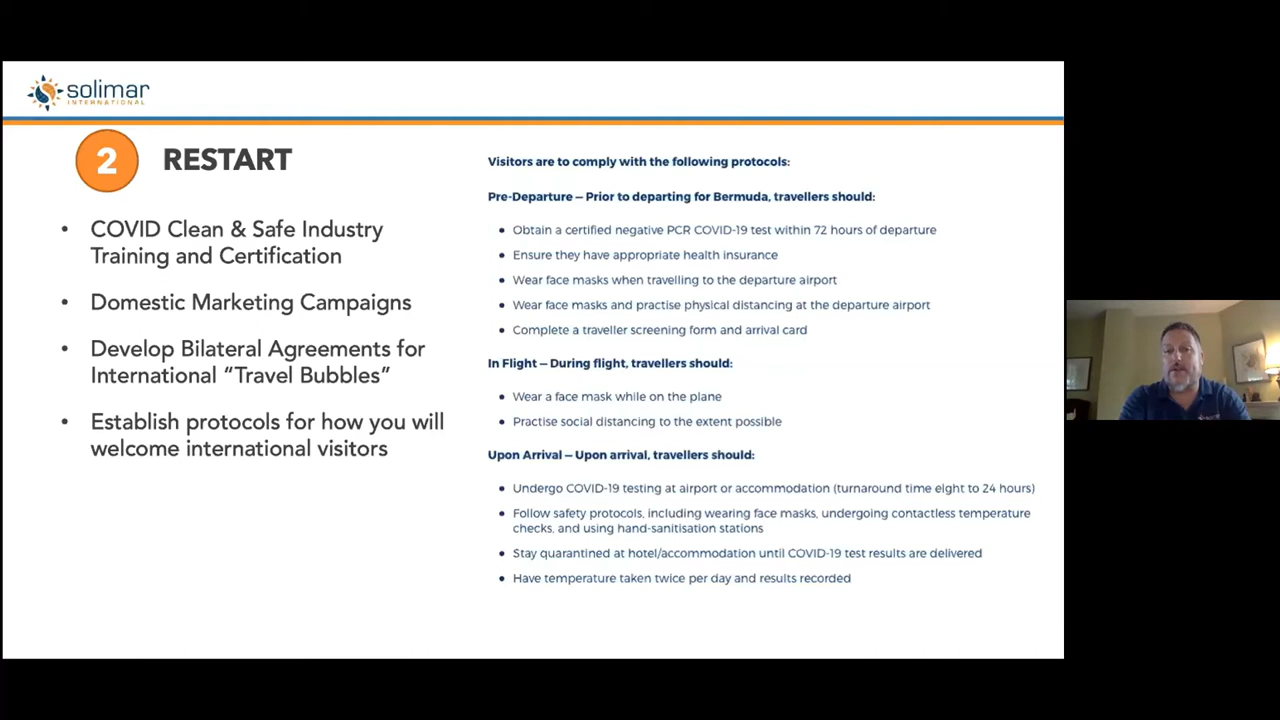 solimar
INTERNATIONAL
2 RESTART
• COVID Clean & Safe Industry
Training and Certification
• Domestic Marketing Campaigns
• Develop Bilateral Agreements for
International “Travel Bubbles”
• Establish protocols for how you will
welcome international visitors
Visitors are to comply with the following protocols:
Pre-Departure – Prior to departing for Bermuda, travellers should:
• Obtain a certified negative PCR COVID-19 test within 72 hours of departure
• Ensure they have appropriate health insurance
• Wear face masks when travelling to the departure airport
• Wear face masks and practise physical distancing at the departure airport
• Complete a traveller screening form and arrival card
In Flight – During flight, travellers should:
• Wear a face mask while on the plane
• Practise social distancing to the extent possible
Upon Arrival – Upon arrival, travellers should:
• Undergo COVID-19 testing at airport or accommodation (turnaround time eight to 24 hours)
• Follow safety protocols, including wearing face masks, undergoing contactless temperature
checks, and using hand-sanitisation stations
• Stay quarantined at hotel/accommodation until COVID-19 test results are delivered
• Have temperature taken twice per day and results recorded